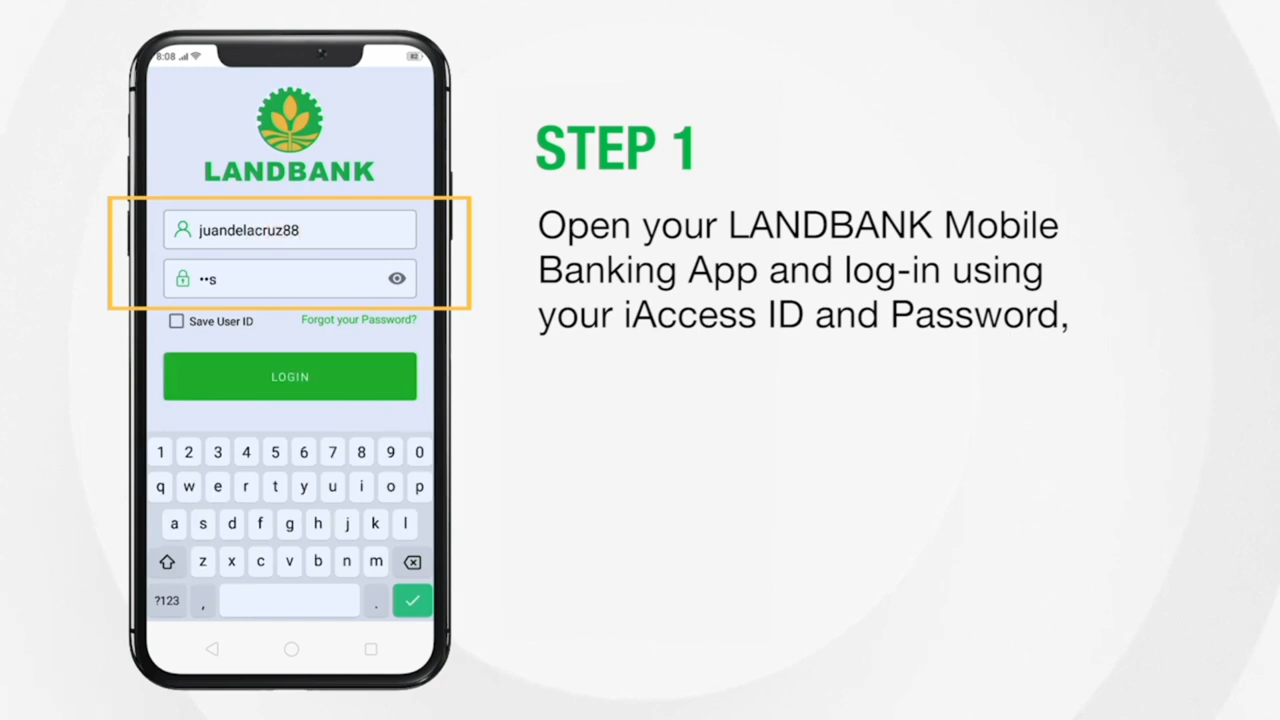 8:08
LANDBANK
juandelacruz88
••s
Save User ID
Forgot your Password?
LOGIN
1 2 3 4 5 6 7 8 9 0
q w e r t y u i o p
a s d f g h j k l
z x c v b n m
?123 , .
STEP 1
Open your LANDBANK Mobile
Banking App and log-in using
your iAccess ID and Password,